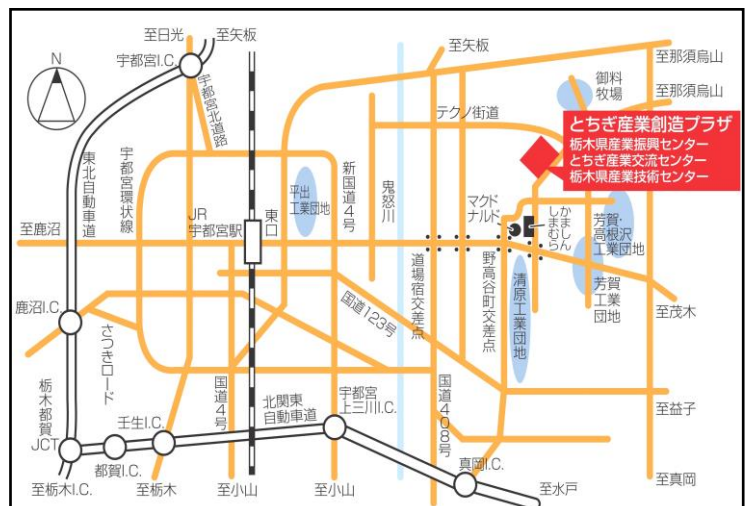 至日光
至矢板
宇都宮I.C.
N
宇都宮北道路
東北自動車道
宇都宮環状線
至鹿沼
JR
宇都宮駅
東口
平出
工業団地
新国道4号
鬼怒川
至矢板
テクノ街道
御料
牧場
至那須烏山
至那須烏山
とちぎ産業創造プラザ
栃木県産業振興センター
とちぎ産業交流センター
栃木県産業技術センター
マクド
ナルド
かましん
しまむら
芳賀・
高根沢
工業団地
芳賀
工業
団地
道場宿交差点
野高谷町交差点
清原工業団地
至茂木
国道123号
鹿沼I.C.
さつきロード
国道4号
北関東
自動車道
宇都宮
上三川I.C.
国道408号
至益子
栃木都賀
JCT
壬生I.C.
都賀I.C.
真岡I.C.
至栃木I.C.
至栃木
至小山
至小山
至水戸
至真岡